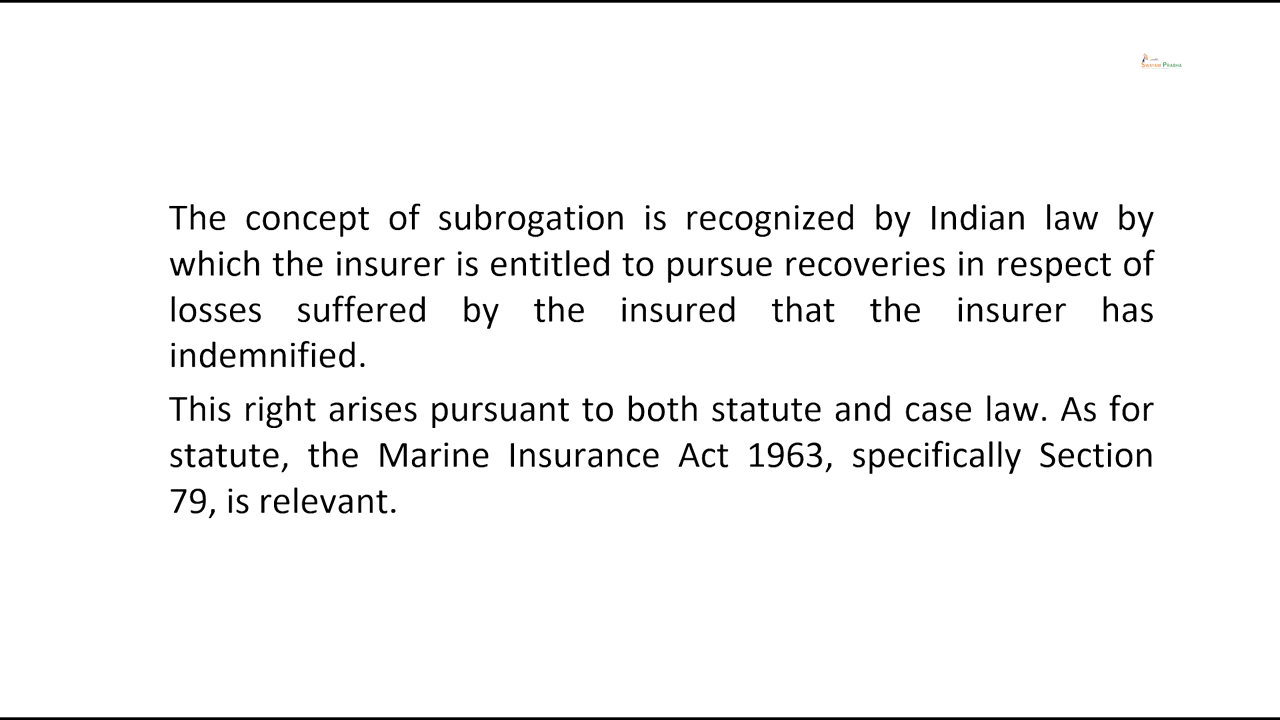 Swayam Prabha
The concept of subrogation is recognized by Indian law by
which the insurer is entitled to pursue recoveries in respect of
losses suffered by the insured that the insurer has
indemnified.
This right arises pursuant to both statute and case law. As for
statute, the Marine Insurance Act 1963, specifically Section
79, is relevant.